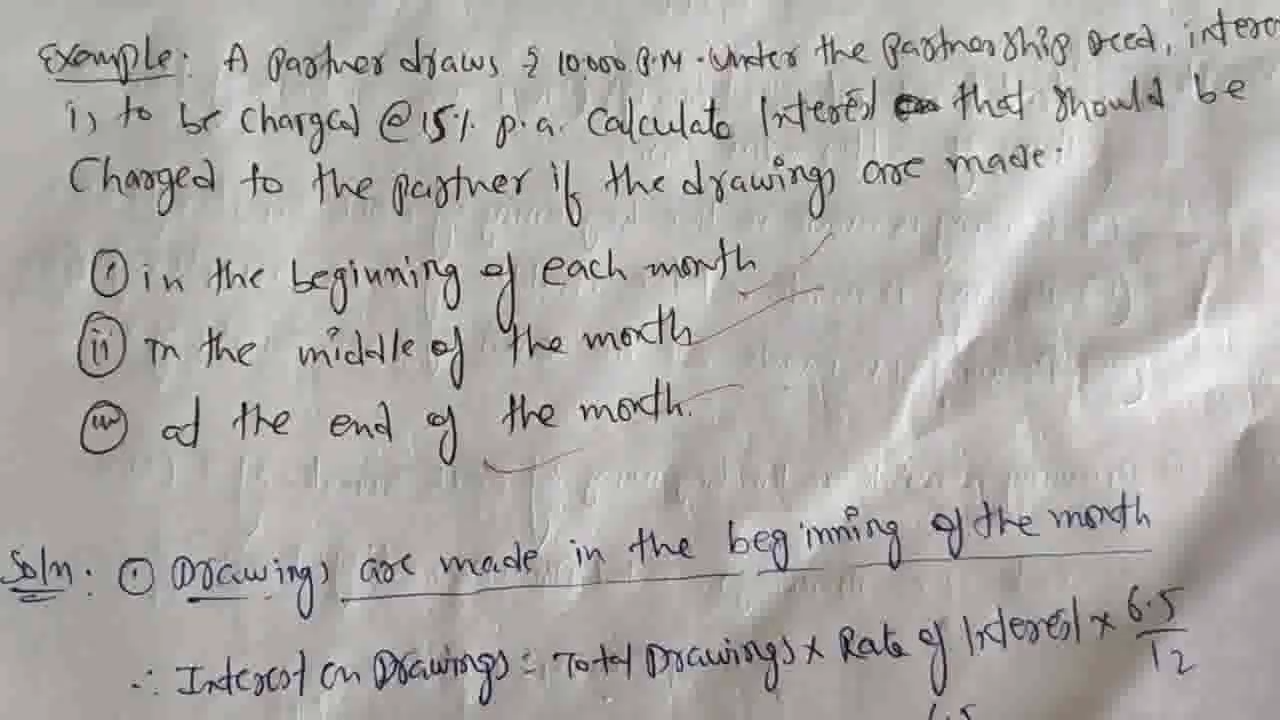 Example: A Partner draws ₹ 10,000 P.M. Under the Partnership Deed, interes
is to be Charged @ 15% p.a. Calculate Interest that should be
Charged to the partner if the drawings are made:
(i) in the beginning of each month
(ii) In the middle of the month
(iii) at the end of the month.
Soln: (i) Drawings are made in the beginning of the month
∴ Interest on Drawings = Total Drawings x Rate of Interest x 6.5/12
6.5